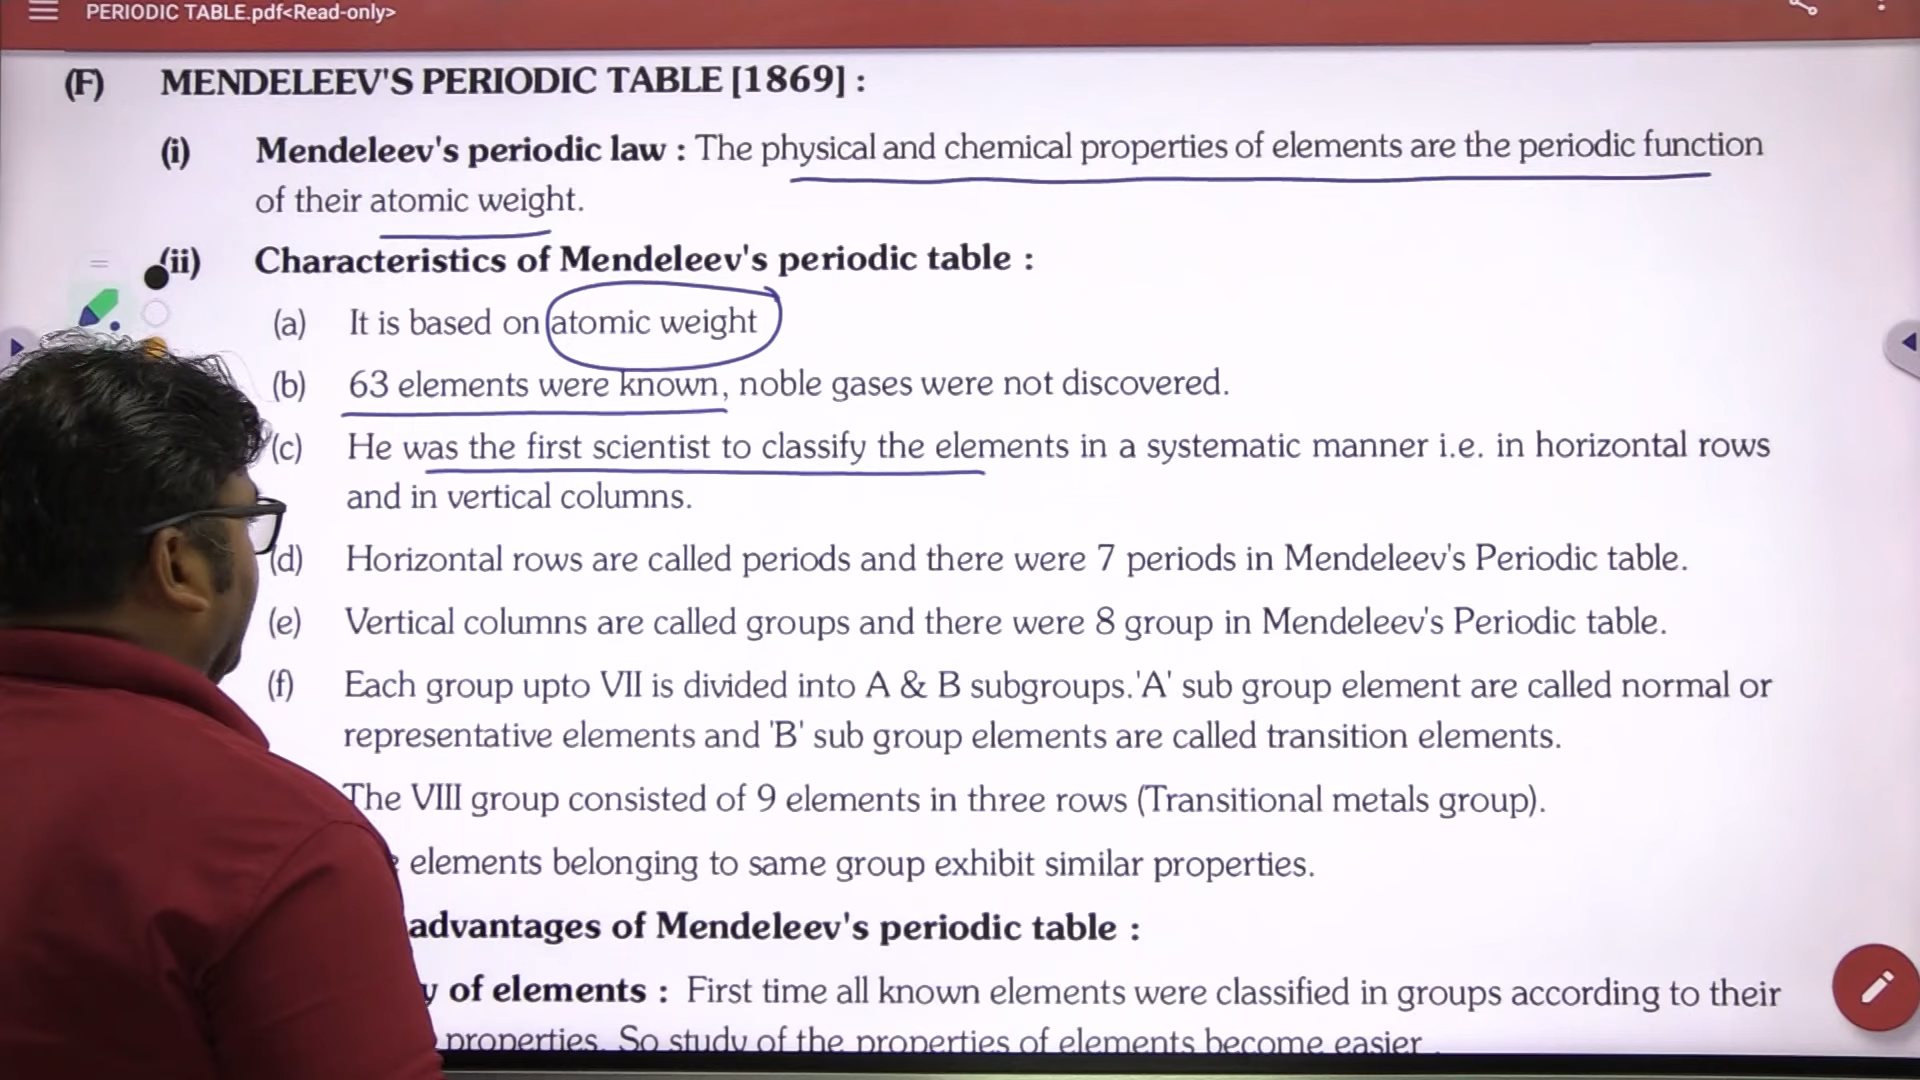 PERIODIC TABLE.pdf<Read-only>
(F) MENDELEEV'S PERIODIC TABLE [1869] :
(i) Mendeleev's periodic law : The physical and chemical properties of elements are the periodic function
of their atomic weight.
(ii) Characteristics of Mendeleev's periodic table :
(a) It is based on atomic weight
(b) 63 elements were known, noble gases were not discovered.
(c) He was the first scientist to classify the elements in a systematic manner i.e. in horizontal rows
and in vertical columns.
(d) Horizontal rows are called periods and there were 7 periods in Mendeleev's Periodic table.
(e) Vertical columns are called groups and there were 8 group in Mendeleev's Periodic table.
(f) Each group upto VII is divided into A & B subgroups.'A' sub group element are called normal or
representative elements and 'B' sub group elements are called transition elements.
The VIII group consisted of 9 elements in three rows (Transitional metals group).
elements belonging to same group exhibit similar properties.
advantages of Mendeleev's periodic table :
y of elements : First time all known elements were classified in groups according to their
properties. So study of the properties of elements become easier.